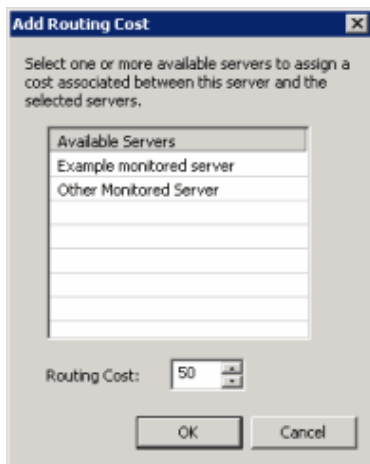 Add Routing Cost
Select one or more available servers to assign a
cost associated between this server and the
selected servers.
Available Servers
Example monitored server
Other Monitored Server
Routing Cost: 50
OK Cancel